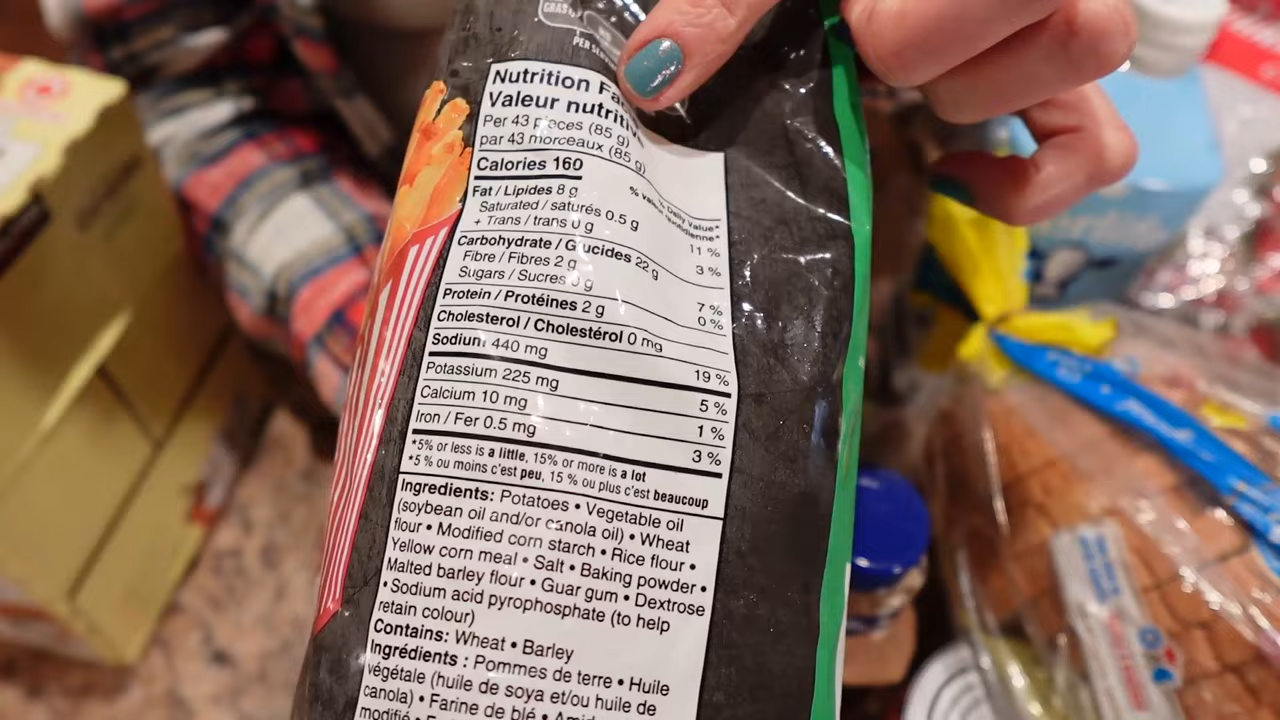 Nutrition Fa
Valeur nutritiv
Per 43 pieces (85 g)
par 43 morceaux (85 g)
Calories 160
% Daily Value*
% valeur quotidienne*
Fat / Lipides 8 g 11 %
Saturated / saturés 0.5 g
+ Trans / trans 0 g 3 %
Carbohydrate / Glucides 22 g
Fibre / Fibres 2 g 7 %
Sugars / Sucres 0 g 0 %
Protein / Protéines 2 g
Cholesterol / Cholestérol 0 mg
Sodium 440 mg 19 %
Potassium 225 mg 5 %
Calcium 10 mg 1 %
Iron / Fer 0.5 mg 3 %
*5% or less is a little, 15% or more is a lot
*5 % ou moins c'est peu, 15 % ou plus c'est beaucoup
Ingredients: Potatoes • Vegetable oil
(soybean oil and/or canola oil) • Wheat
flour • Modified corn starch • Rice flour •
Yellow corn meal • Salt • Baking powder •
Malted barley flour • Guar gum • Dextrose
• Sodium acid pyrophosphate (to help
retain colour)
Contains: Wheat • Barley
Ingrédients : Pommes de terre • Huile
végétale (huile de soya et/ou huile de
canola) • Farine de blé •
modifié •